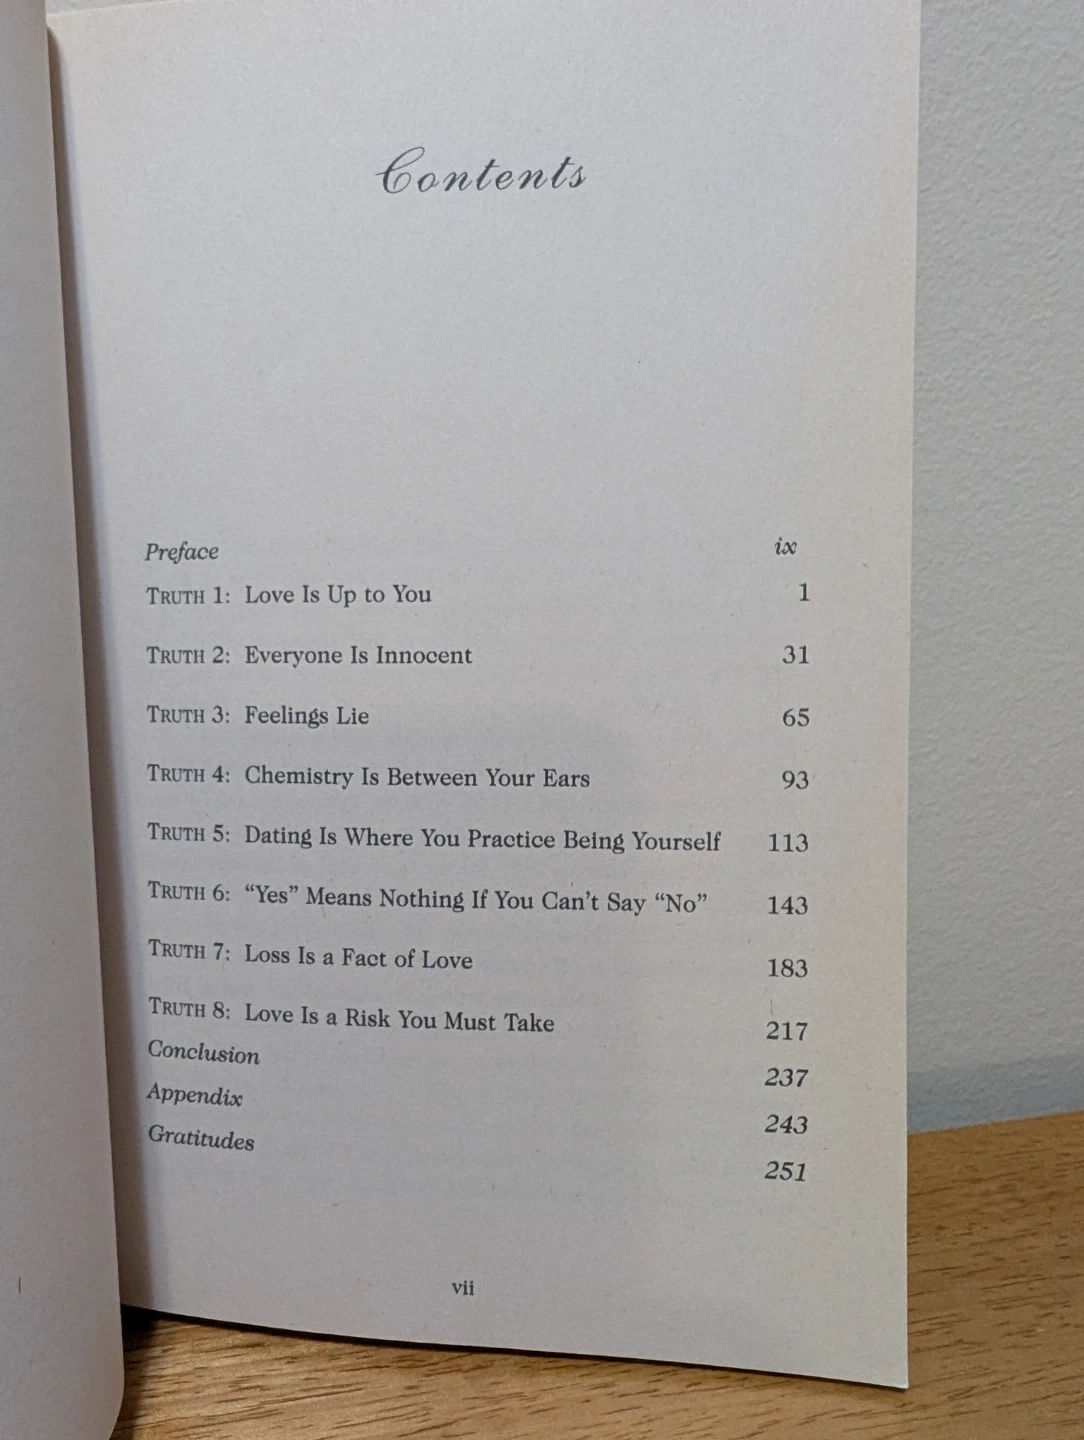 Contents
Preface ix
TRUTH 1: Love Is Up to You 1
TRUTH 2: Everyone Is Innocent 31
TRUTH 3: Feelings Lie 65
TRUTH 4: Chemistry Is Between Your Ears 93
TRUTH 5: Dating Is Where You Practice Being Yourself 113
TRUTH 6: “Yes” Means Nothing If You Can’t Say “No” 143
TRUTH 7: Loss Is a Fact of Love 183
TRUTH 8: Love Is a Risk You Must Take 217
Conclusion 237
Appendix 243
Gratitudes 251
vii